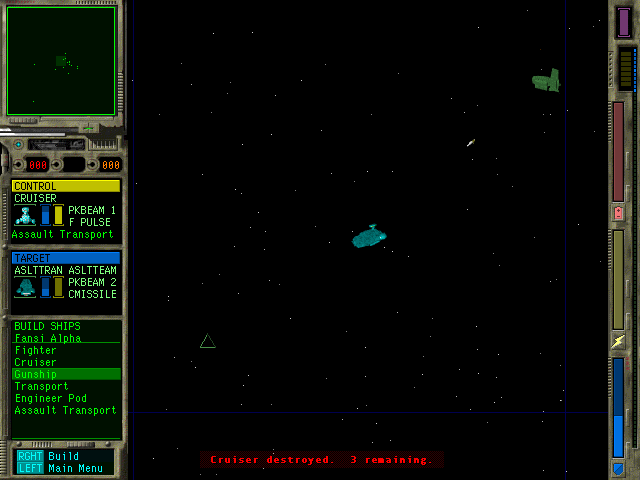 000 000
CONTROL
CRUISER
PKBEAM 1
F PULSE
Assault Transport
TARGET
ASLTTRAN ASLTTEAM
PKBEAM 2
CMISSILE
BUILD SHIPS
Fansi Alpha
Fighter
Cruiser
Gunship
Transport
Engineer Pod
Assault Transport
RGHT Build
LEFT Main Menu
Cruiser destroyed. 3 remaining.